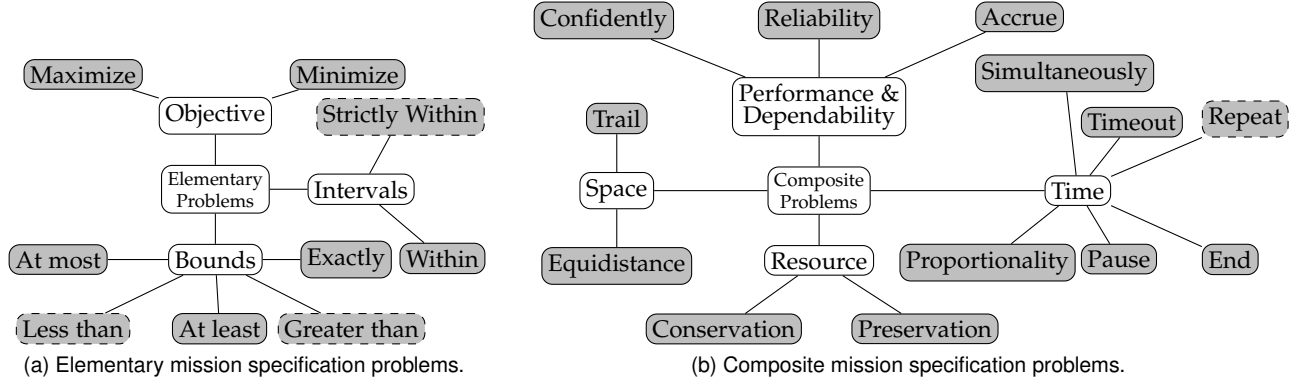 Maximize
Minimize
Objective
Strictly Within
Elementary
Problems
Intervals
At most
Bounds
Exactly
Within
Less than
At least
Greater than
(a) Elementary mission specification problems.
Confidently
Reliability
Accrue
Simultaneously
Performance &
Dependability
Trail
Timeout
Repeat
Space
Composite
Problems
Time
Equidistance
Resource
Proportionality
Pause
End
Conservation
Preservation
(b) Composite mission specification problems.